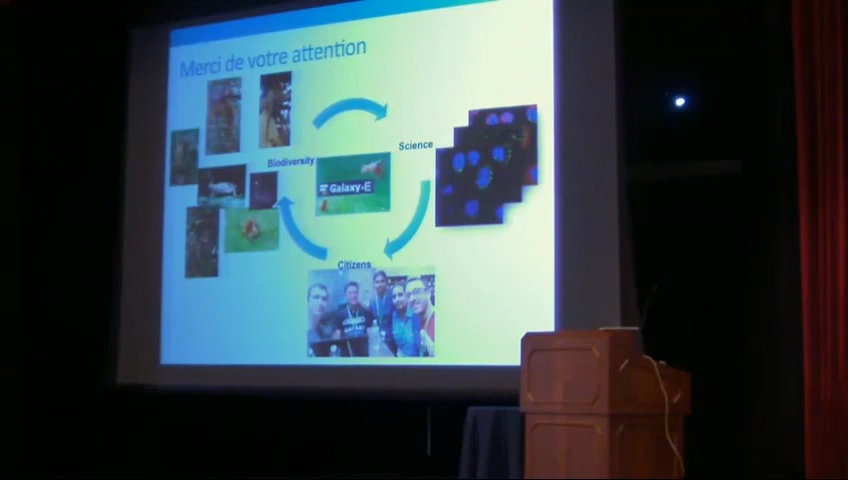 Merci de votre attention
Science
Biodiversity
Galaxy-E
Citizens